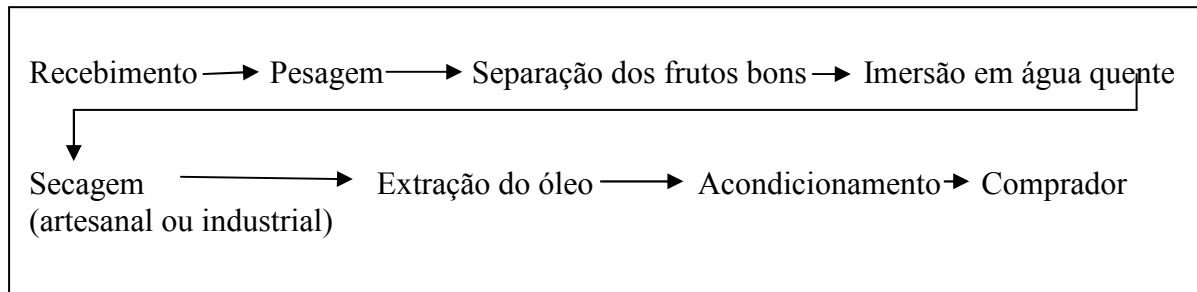 Recebimento Pesagem Separação dos frutos bons Imersão em água quente
Secagem Extração do óleo Acondicionamento Comprador
(artesanal ou industrial)